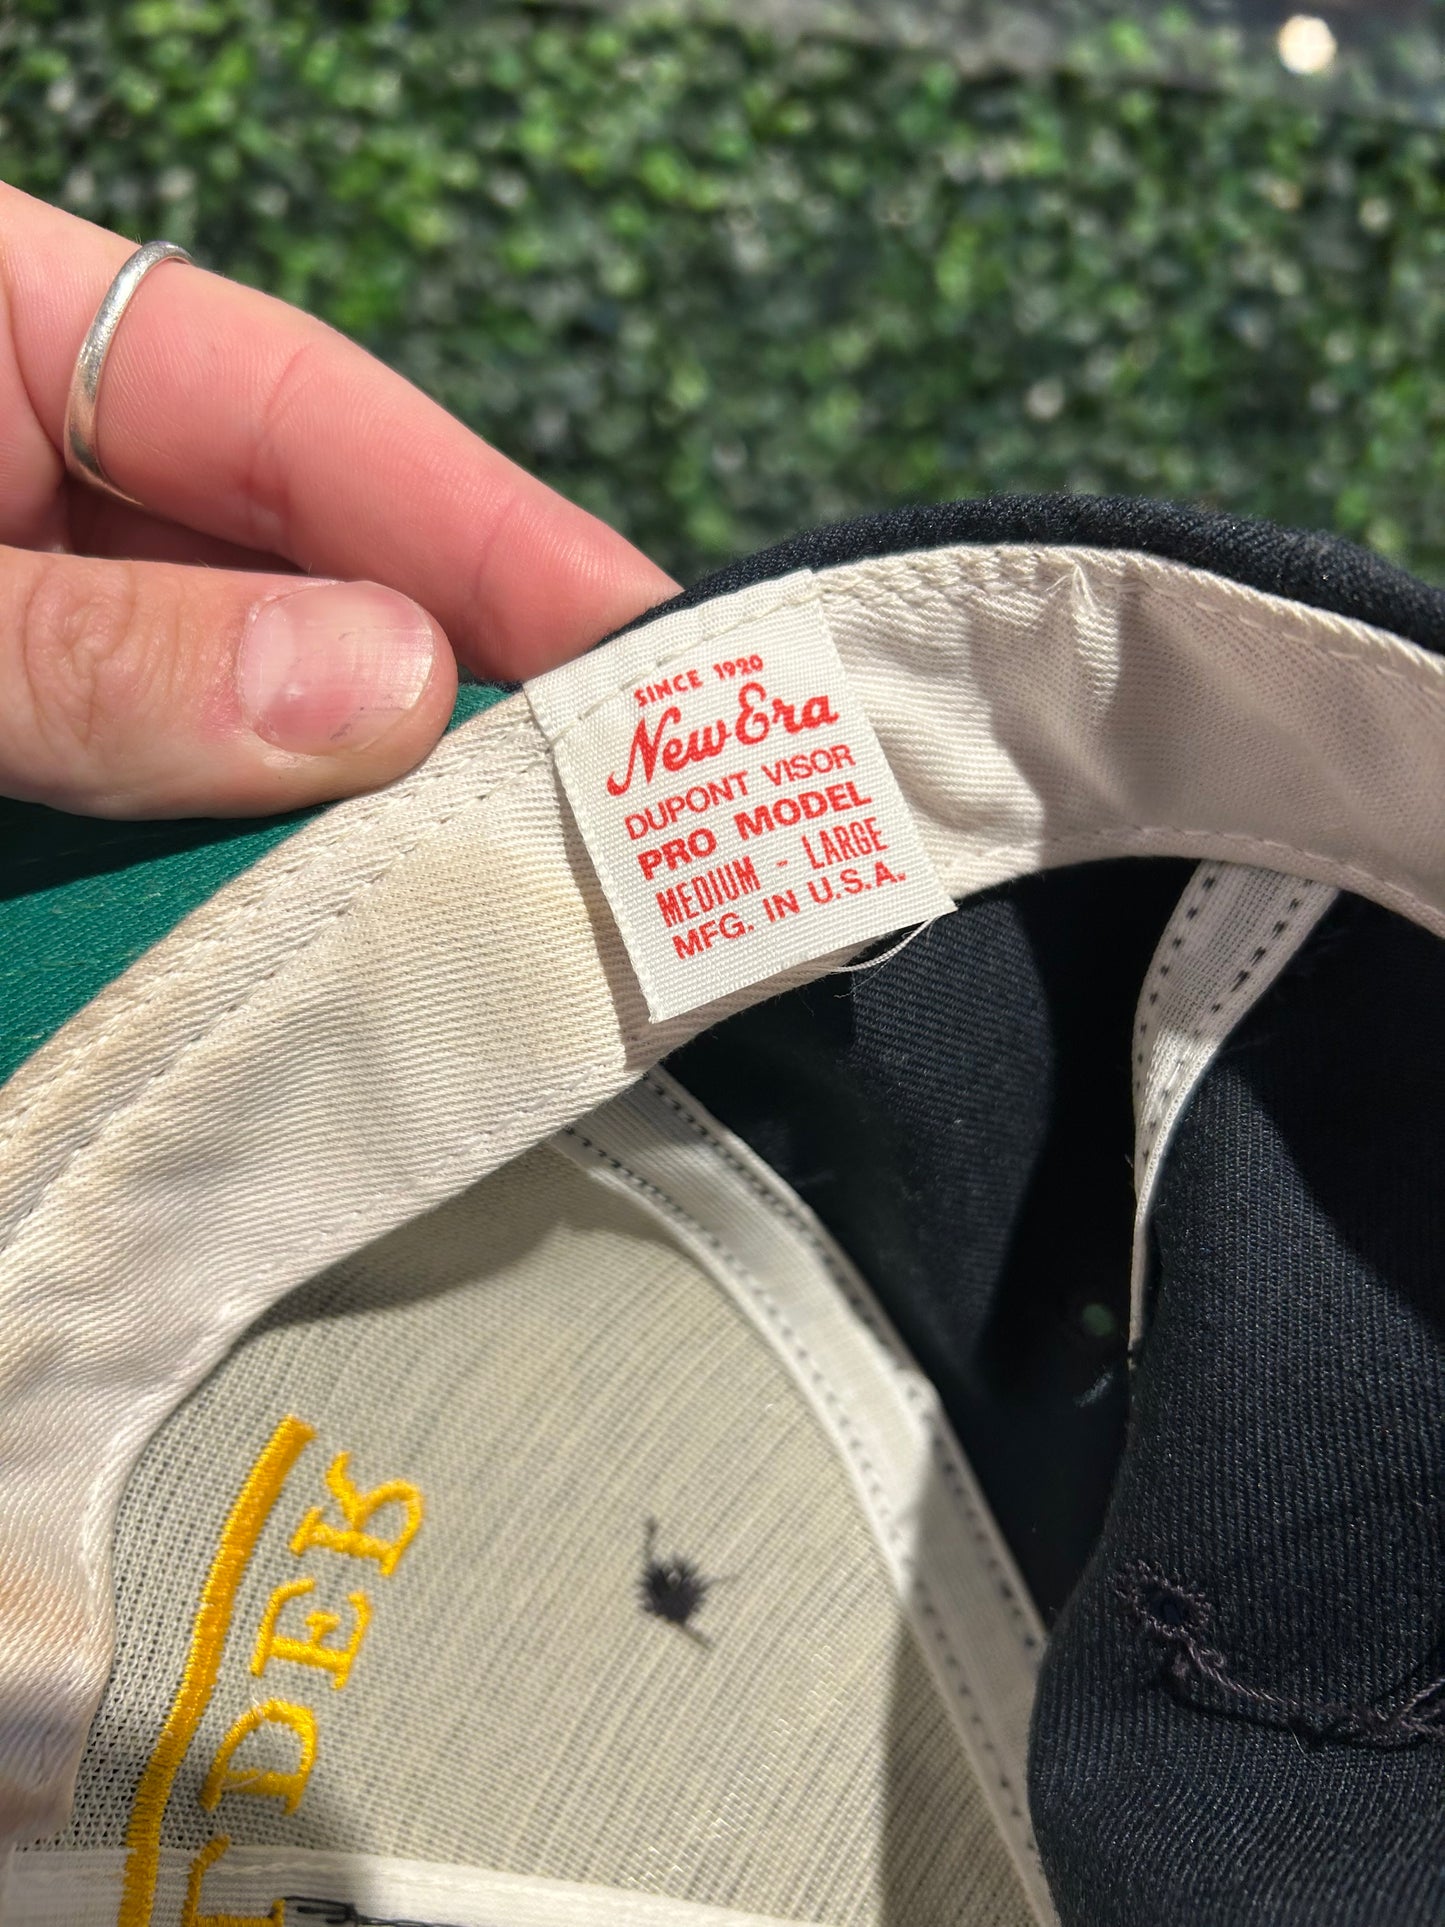 SINCE 1920
New Era
DUPONT VISOR
PRO MODEL
MEDIUM - LARGE
MFG. IN U.S.A.